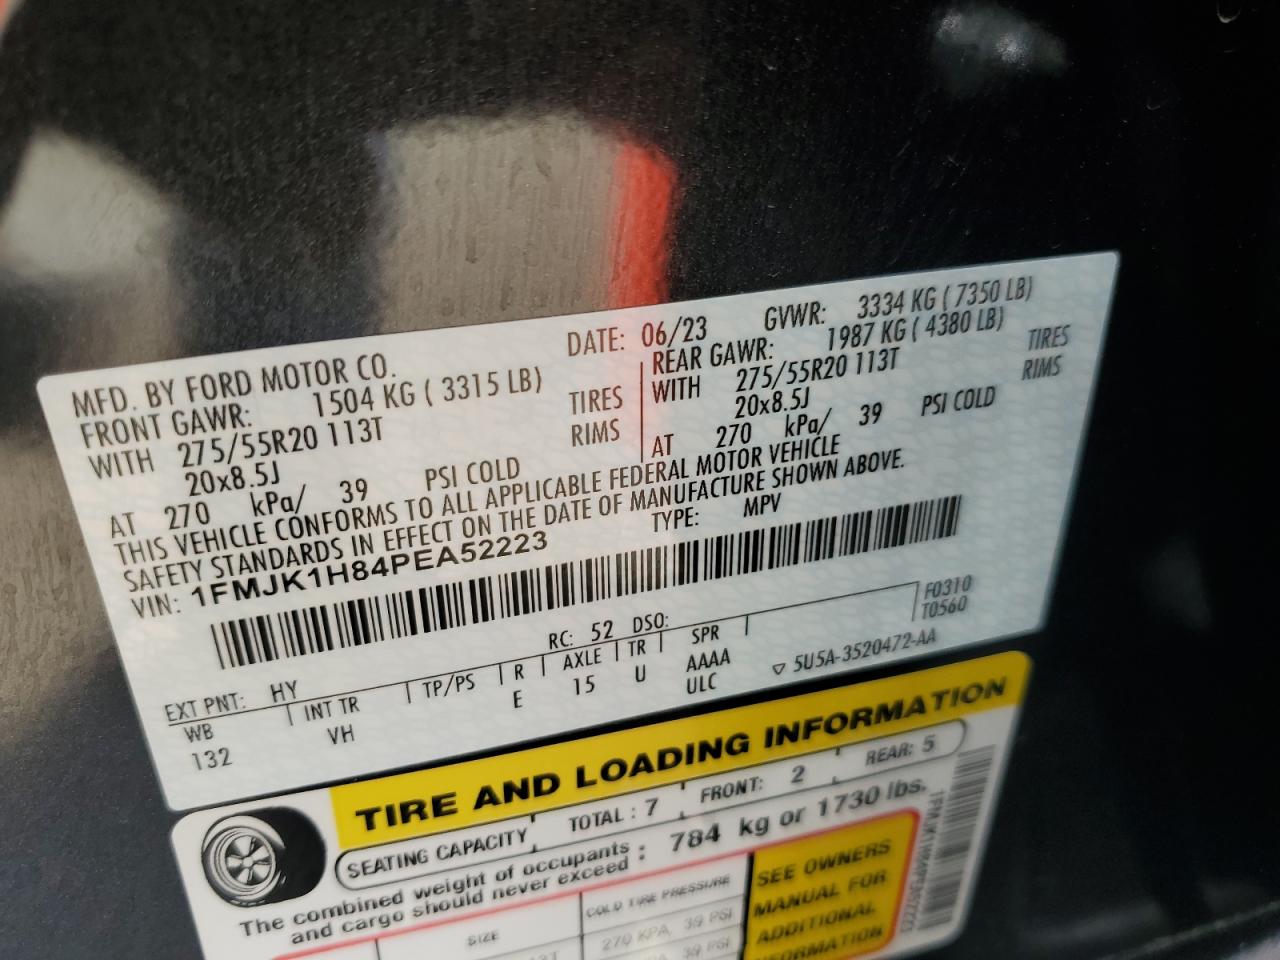 MFD. BY FORD MOTOR CO.
DATE: 06/23 GVWR: 3334 KG ( 7350 LB)
FRONT GAWR: 1504 KG ( 3315 LB)
WITH 275/55R20 113T TIRES
20x8.5J RIMS
AT 270 kPa/ 39 PSI COLD
REAR GAWR: 1987 KG ( 4380 LB)
WITH 275/55R20 113T TIRES
20x8.5J RIMS
AT 270 kPa/ 39 PSI COLD
THIS VEHICLE CONFORMS TO ALL APPLICABLE FEDERAL MOTOR VEHICLE
SAFETY STANDARDS IN EFFECT ON THE DATE OF MANUFACTURE SHOWN ABOVE.
VIN: 1FMJK1H84PEA52223 TYPE: MPV
F0310
T0560
EXT PNT: HY RC: 52 DSO:
WB INT TR TP/PS R AXLE TR SPR
132 VH E 15 U AAAA
ULC
▽ 5U5A-3520472-AA
TIRE AND LOADING INFORMATION
SEATING CAPACITY TOTAL : 7 FRONT: 2 REAR: 5
The combined weight of occupants : 784 kg or 1730 lbs.
and cargo should never exceed
SIZE COLD TIRE PRESSURE
270 KPA, 39 PSI
39 PSI
SEE OWNERS
MANUAL FOR
ADDITIONAL
INFORMATION